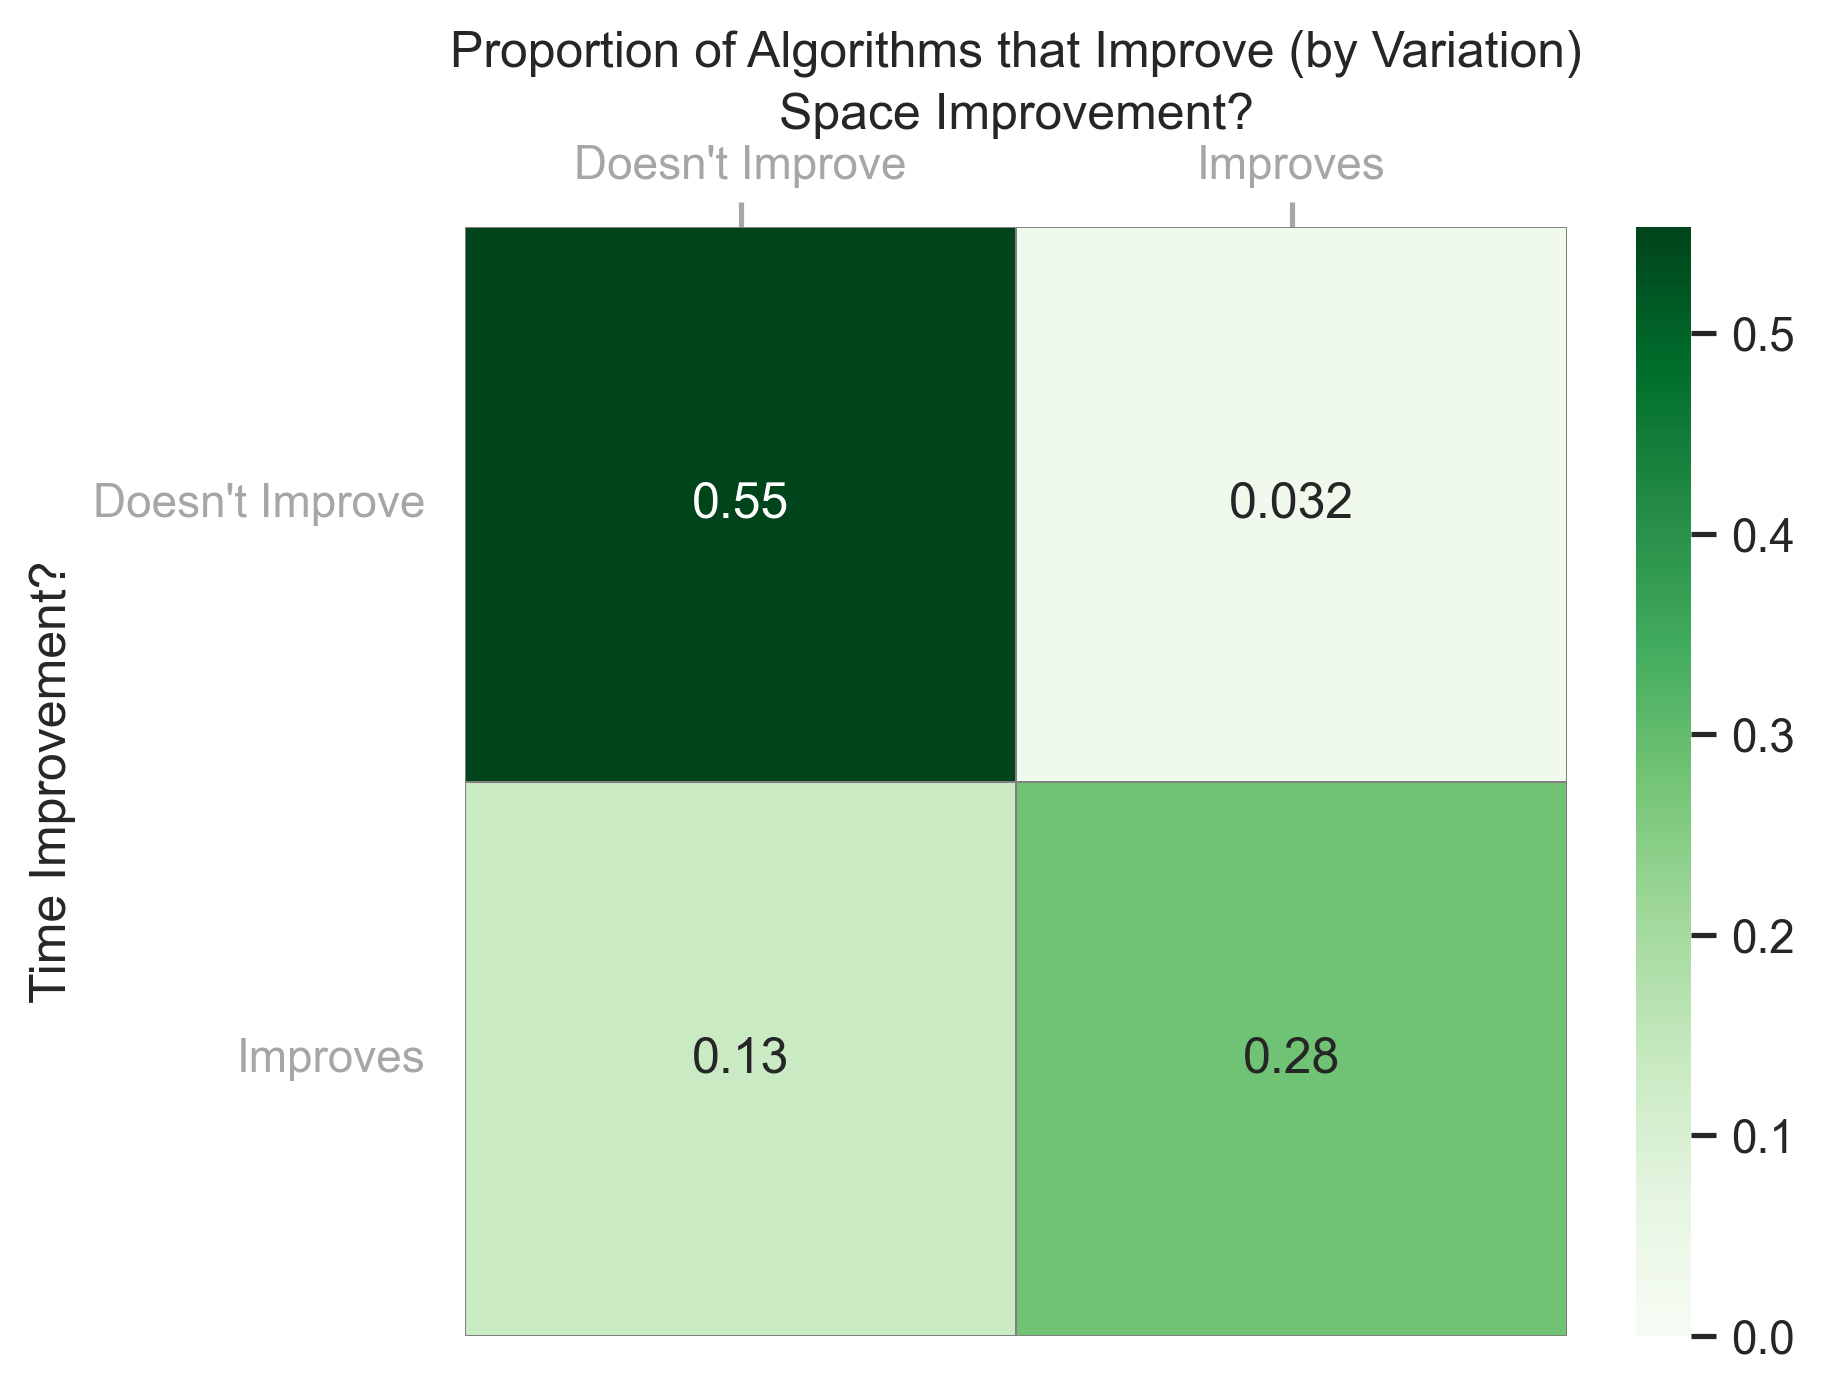 Proportion of Algorithms that Improve (by Variation)
Space Improvement?
Doesn't Improve
Improves
Time Improvement?
Doesn't Improve
0.55
0.032
Improves
0.13
0.28
0.5
0.4
0.3
0.2
0.1
0.0